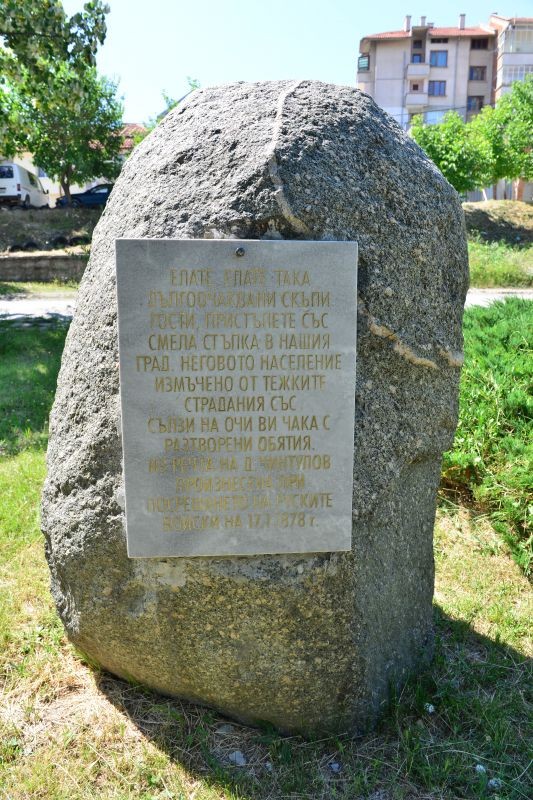 ЕЛАТЕ, ЕЛАТЕ ТАКА
ДЪЛГООЧАКВАНИ СКЪПИ
ГОСТИ, ПРИСТЪПЕТЕ СЪС
СМЕЛА СТЪПКА В НАШИЯ
ГРАД. НЕГОВОТО НАСЕЛЕНИЕ
ИЗМЪЧЕНО ОТ ТЕЖКИТЕ
СТРАДАНИЯ СЪС
СЪЛЗИ НА ОЧИ ВИ ЧАКА С
РАЗТВОРЕНИ ОБЯТИЯ.
ИЗ РЕЧТА НА Д. ЧИНТУЛОВ
ПРОИЗНЕСЕНА ПРИ
ПОСРЕЩАНЕТО НА РУСКИТЕ
ВОЙСКИ НА 17.1.1878 г.